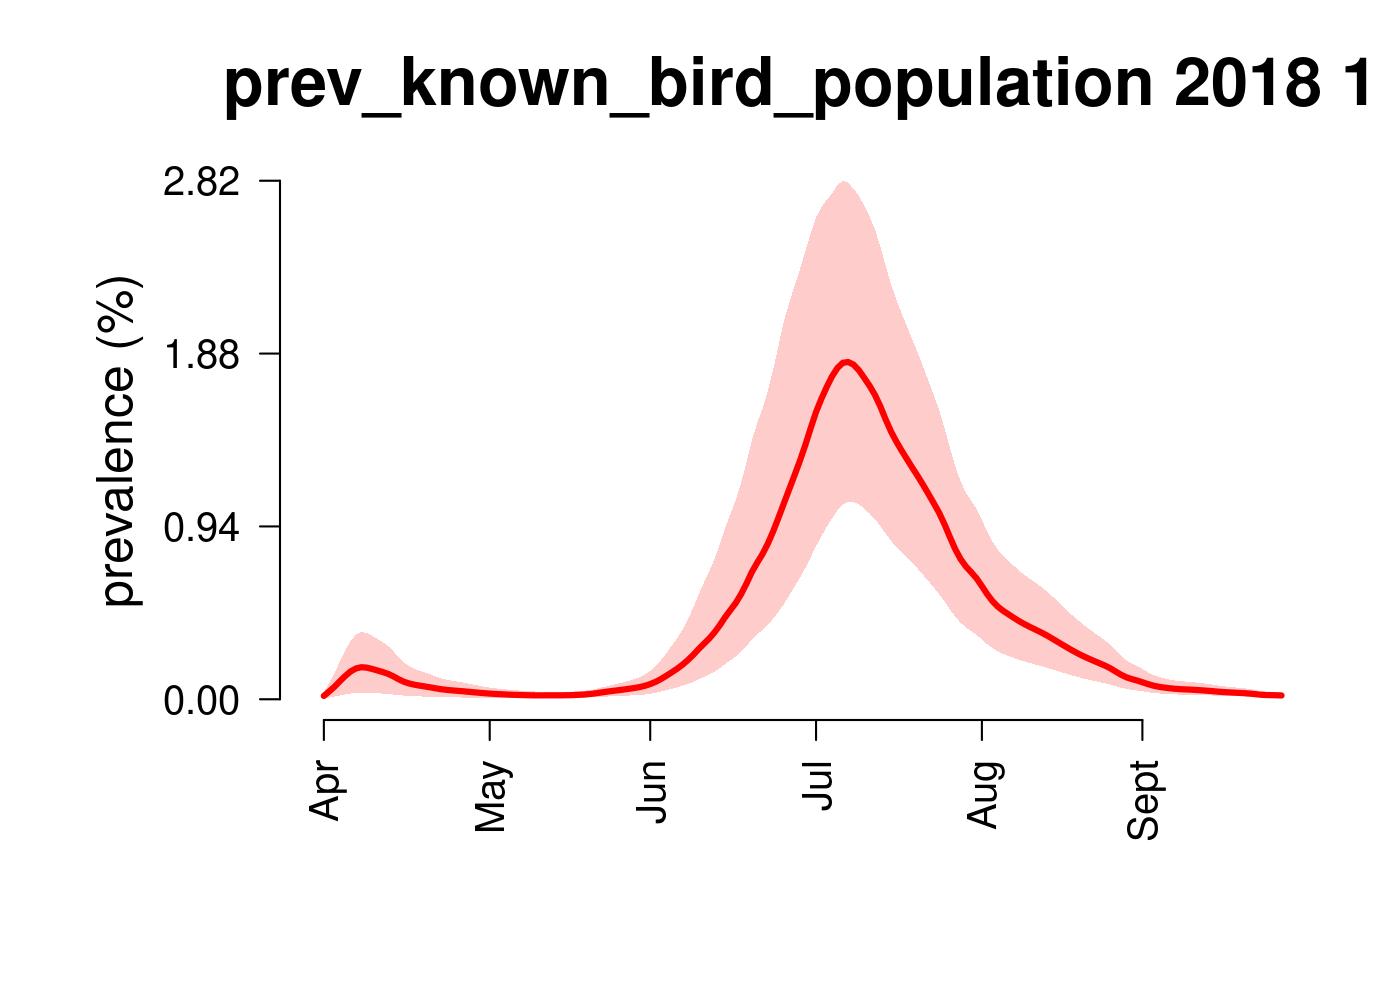 prev_known_bird_population 2018 1
prevalence (%)
2.82
1.88
0.94
0.00
Apr
May
Jun
Jul
Aug
Sept